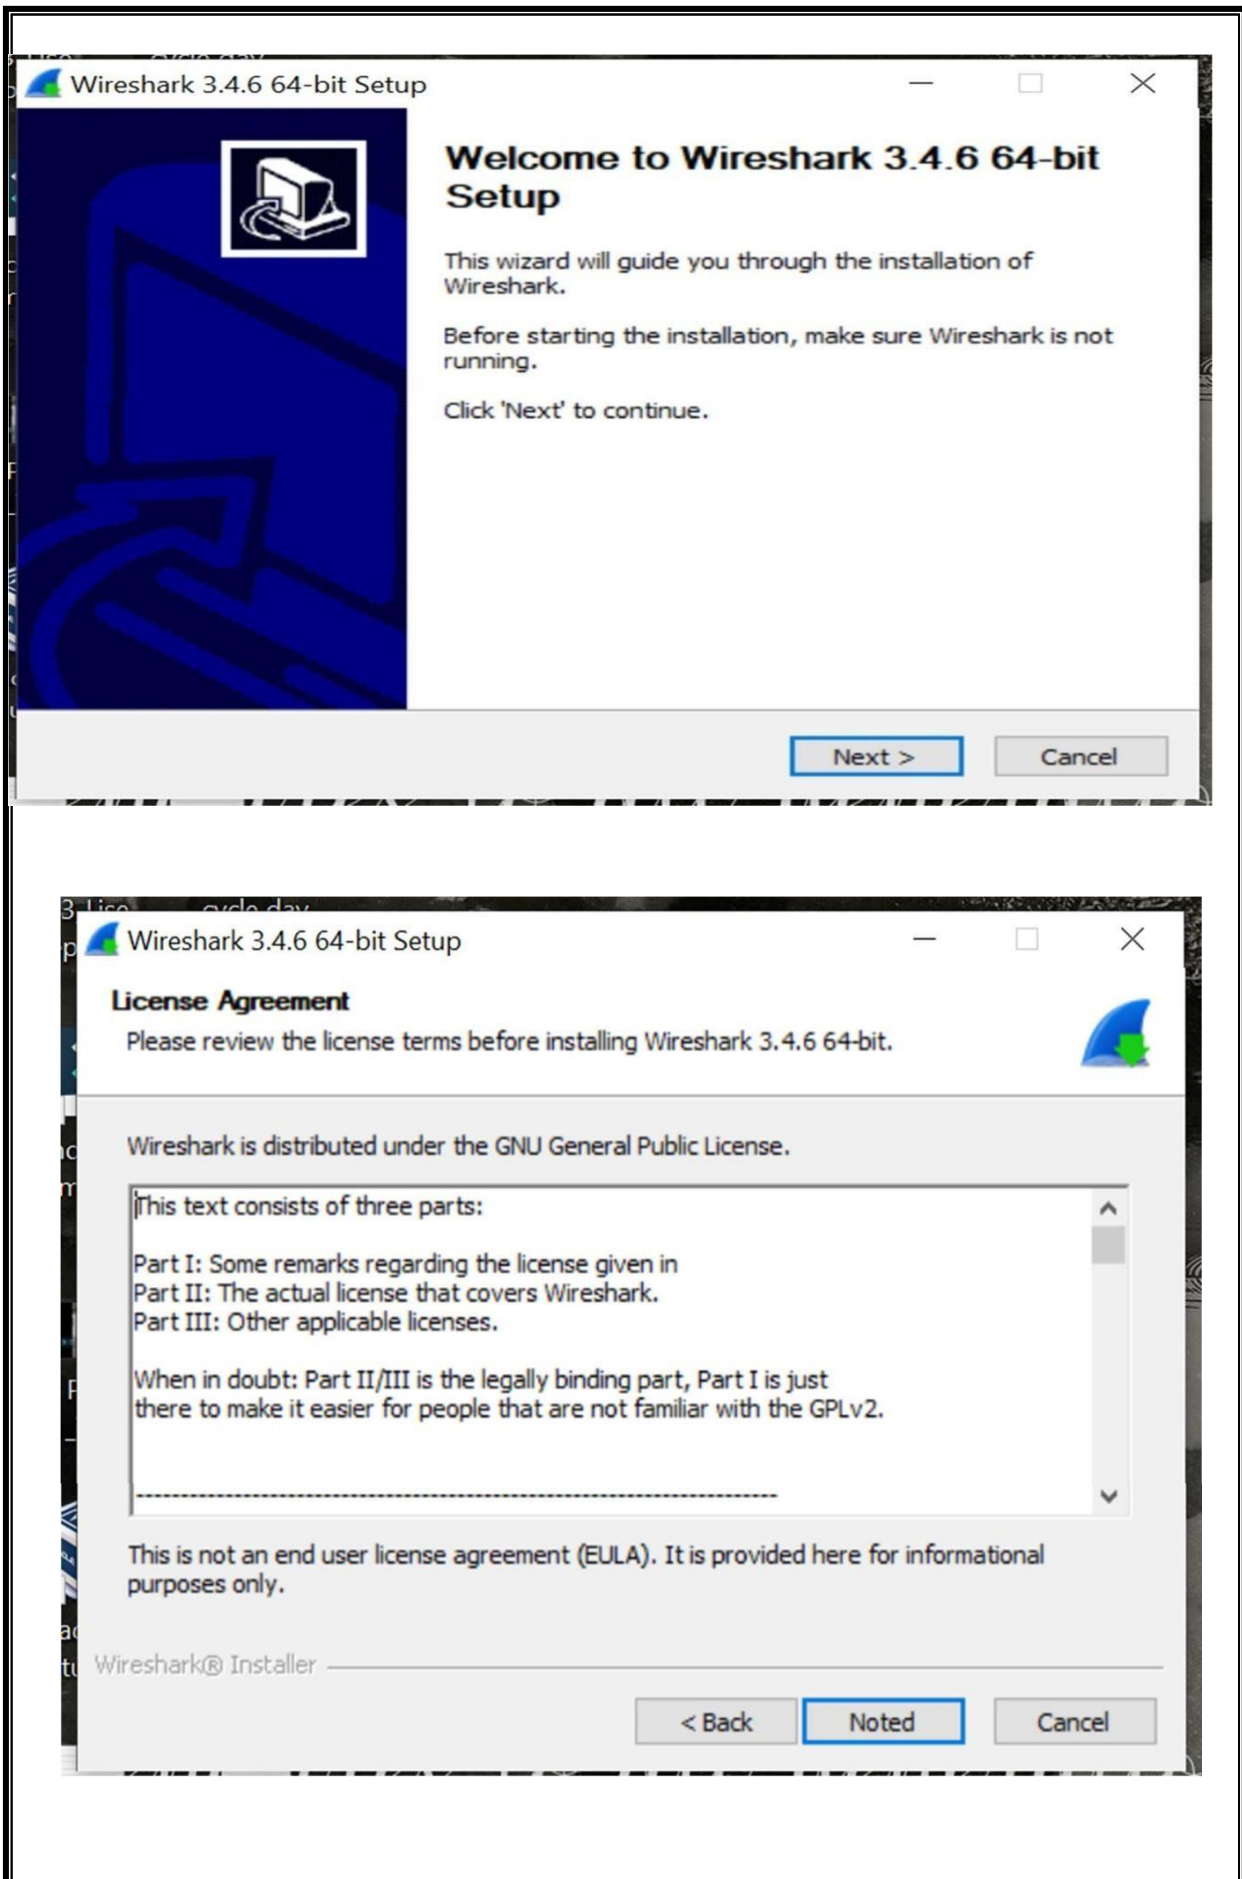 Wireshark 3.4.6 64-bit Setup
Welcome to Wireshark 3.4.6 64-bit
Setup
This wizard will guide you through the installation of
Wireshark.
Before starting the installation, make sure Wireshark is not
running.
Click 'Next' to continue.
Next >
Cancel
cycle day
Wireshark 3.4.6 64-bit Setup
License Agreement
Please review the license terms before installing Wireshark 3.4.6 64-bit.
Wireshark is distributed under the GNU General Public License.
This text consists of three parts:
Part I: Some remarks regarding the license given in
Part II: The actual license that covers Wireshark.
Part III: Other applicable licenses.
When in doubt: Part II/III is the legally binding part, Part I is just
there to make it easier for people that are not familiar with the GPLv2.
------------------------------------------------------------------------
This is not an end user license agreement (EULA). It is provided here for informational
purposes only.
Wireshark® Installer
< Back
Noted
Cancel